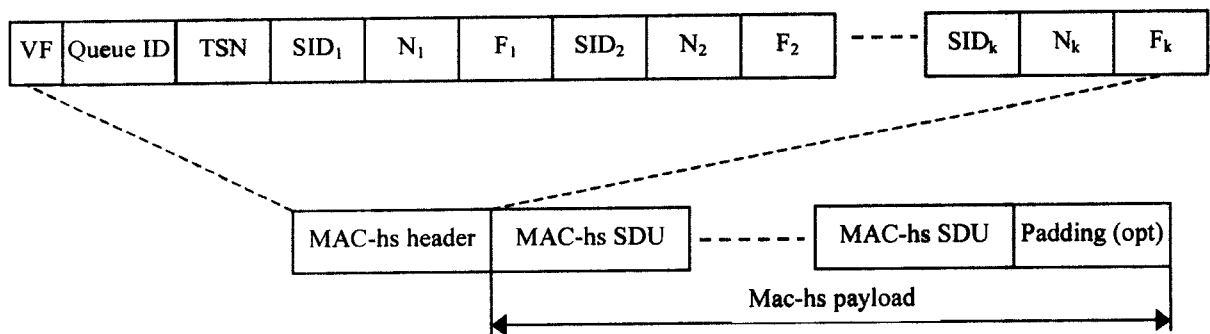 VF Queue ID TSN SID₁ N₁ F₁ SID₂ N₂ F₂ SIDₖ Nₖ Fₖ
MAC-hs header MAC-hs SDU MAC-hs SDU Padding (opt)
Mac-hs payload